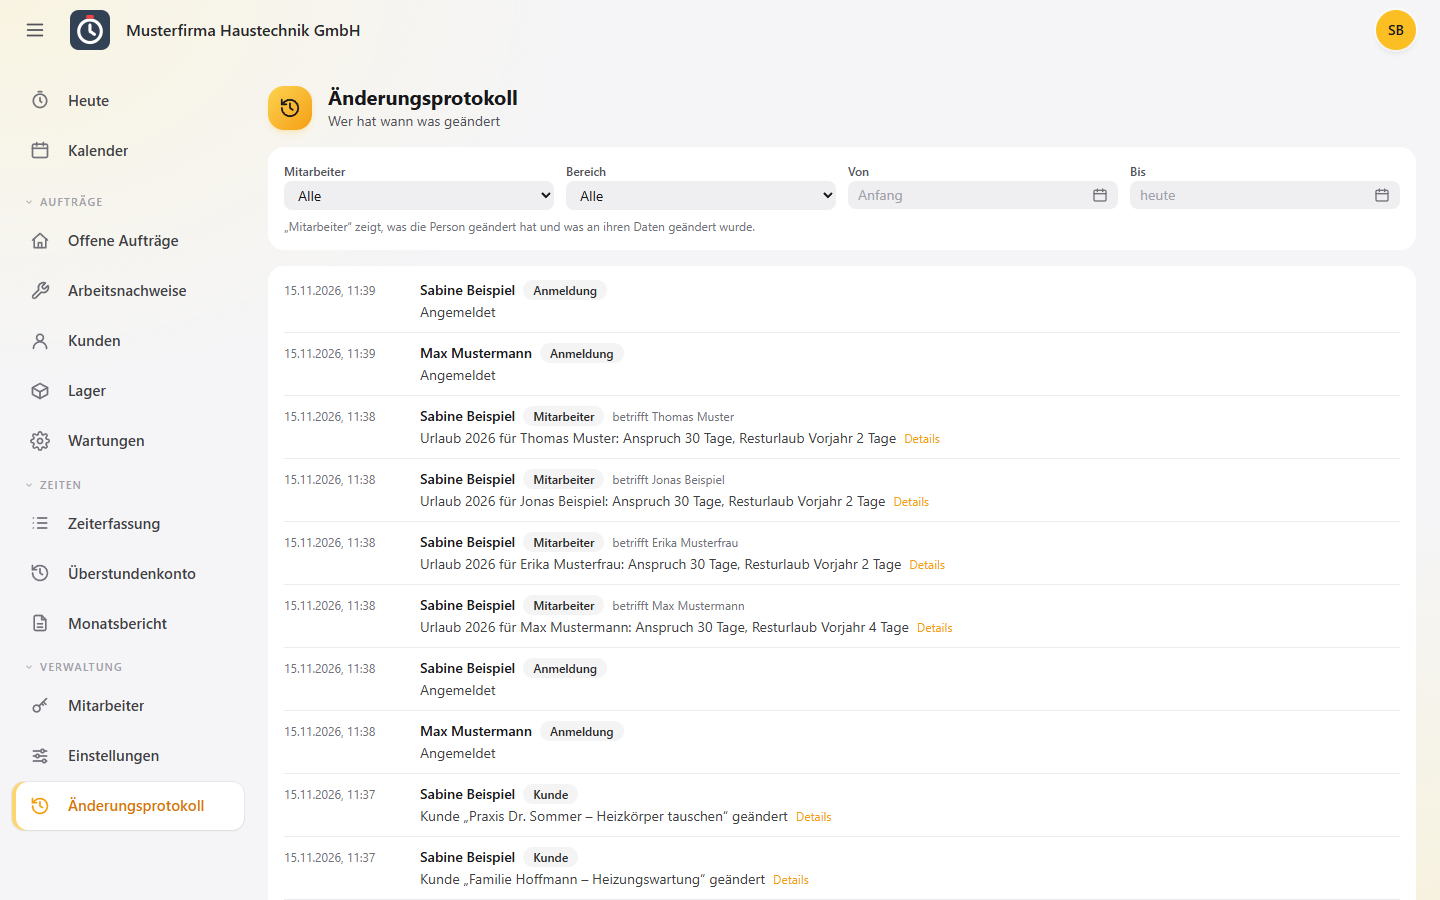 Musterfirma Haustechnik GmbH
SB
Heute
Kalender
AUFTRÄGE
Offene Aufträge
Arbeitsnachweise
Kunden
Lager
Wartungen
ZEITEN
Zeiterfassung
Überstundenkonto
Monatsbericht
VERWALTUNG
Mitarbeiter
Einstellungen
Änderungsprotokoll
Änderungsprotokoll
Wer hat wann was geändert
Mitarbeiter Bereich Von Bis
Alle Alle Anfang heute
„Mitarbeiter“ zeigt, was die Person geändert hat und was an ihren Daten geändert wurde.
15.11.2026, 11:39 Sabine Beispiel Anmeldung
Angemeldet
15.11.2026, 11:39 Max Mustermann Anmeldung
Angemeldet
15.11.2026, 11:38 Sabine Beispiel Mitarbeiter betrifft Thomas Muster
Urlaub 2026 für Thomas Muster: Anspruch 30 Tage, Resturlaub Vorjahr 2 Tage Details
15.11.2026, 11:38 Sabine Beispiel Mitarbeiter betrifft Jonas Beispiel
Urlaub 2026 für Jonas Beispiel: Anspruch 30 Tage, Resturlaub Vorjahr 2 Tage Details
15.11.2026, 11:38 Sabine Beispiel Mitarbeiter betrifft Erika Musterfrau
Urlaub 2026 für Erika Musterfrau: Anspruch 30 Tage, Resturlaub Vorjahr 2 Tage Details
15.11.2026, 11:38 Sabine Beispiel Mitarbeiter betrifft Max Mustermann
Urlaub 2026 für Max Mustermann: Anspruch 30 Tage, Resturlaub Vorjahr 4 Tage Details
15.11.2026, 11:38 Sabine Beispiel Anmeldung
Angemeldet
15.11.2026, 11:38 Max Mustermann Anmeldung
Angemeldet
15.11.2026, 11:37 Sabine Beispiel Kunde
Kunde „Praxis Dr. Sommer – Heizkörper tauschen“ geändert Details
15.11.2026, 11:37 Sabine Beispiel Kunde
Kunde „Familie Hoffmann – Heizungswartung“ geändert Details